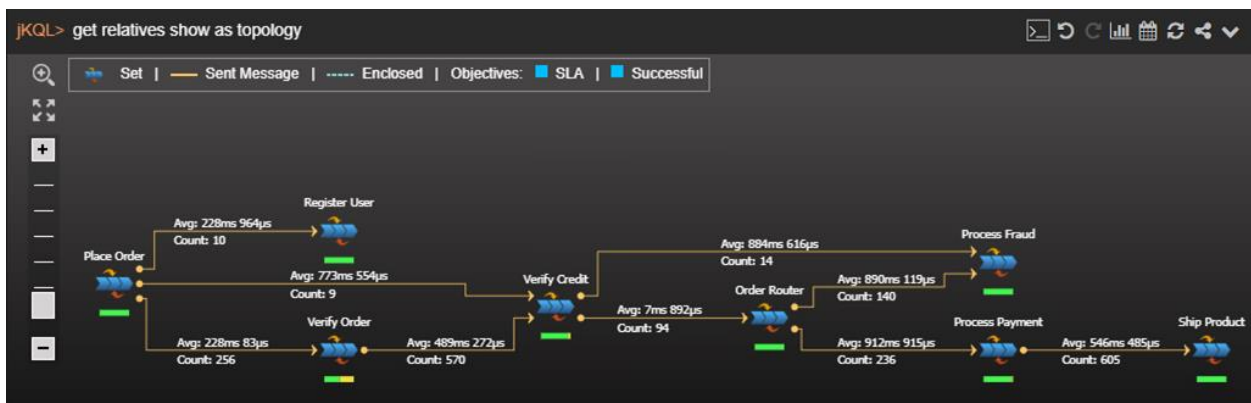 jKQL> get relatives show as topology
Set | Sent Message | Enclosed | Objectives: SLA | Successful
Register User
Avg: 228ms 964µs
Count: 10
Place Order
Avg: 773ms 554µs
Count: 9
Verify Order
Avg: 228ms 83µs
Count: 256
Avg: 489ms 272µs
Count: 570
Verify Credit
Avg: 884ms 616µs
Count: 14
Avg: 7ms 892µs
Count: 94
Order Router
Process Fraud
Avg: 890ms 119µs
Count: 140
Avg: 912ms 915µs
Count: 236
Process Payment
Avg: 546ms 485µs
Count: 605
Ship Product